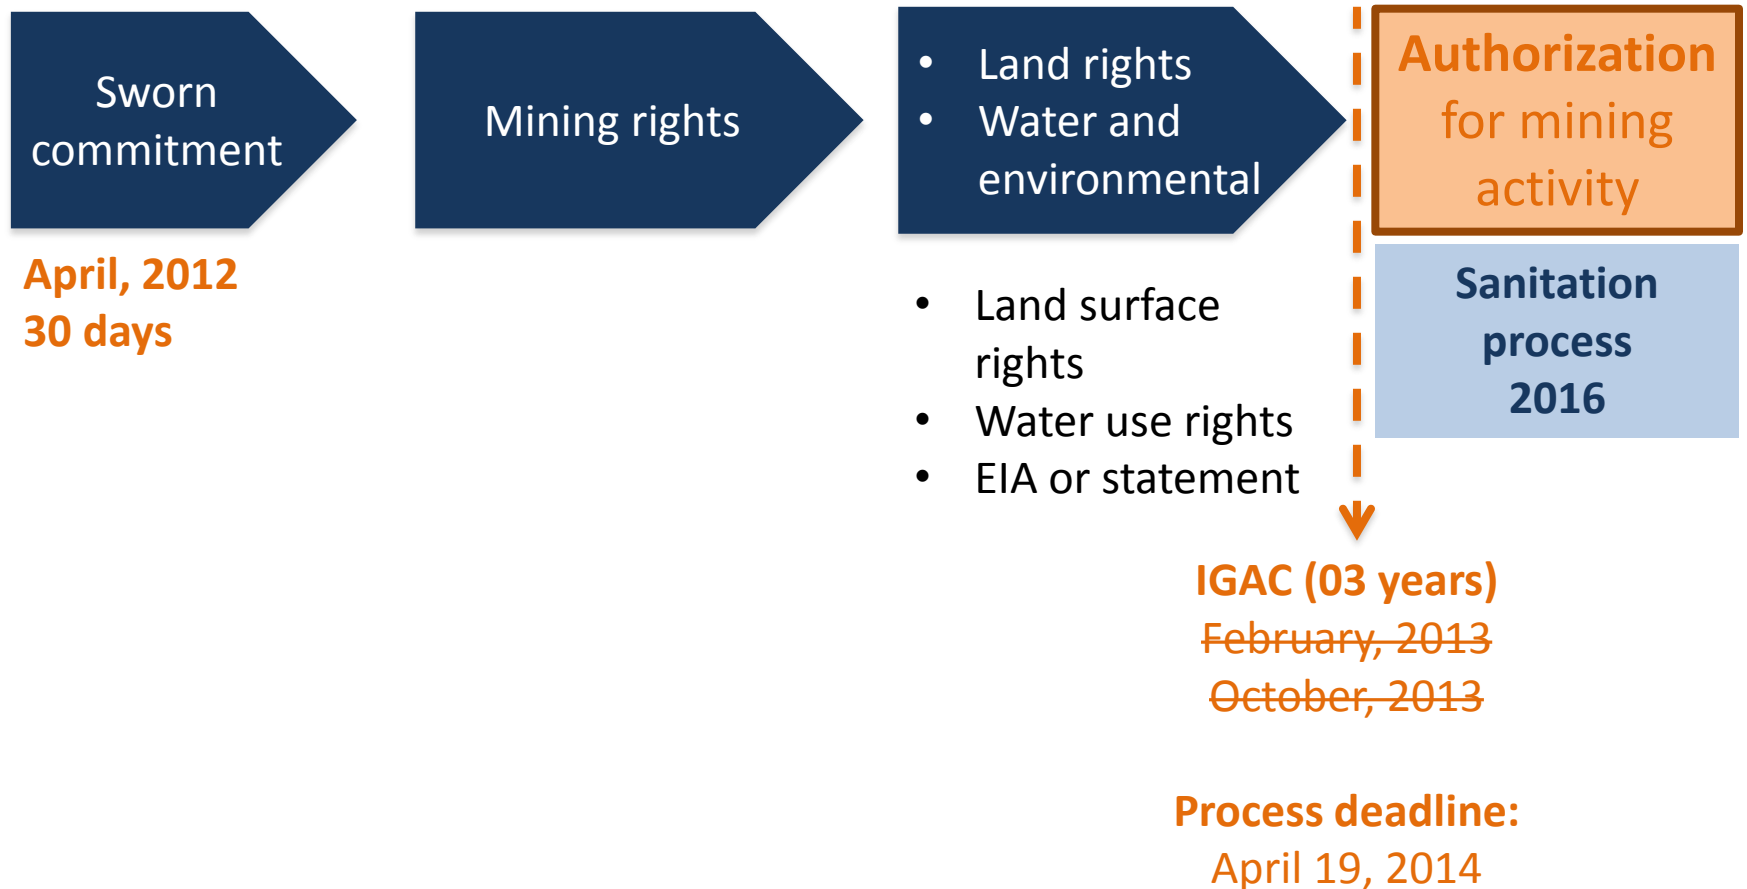 Sworn
commitment
April, 2012
30 days
Mining rights
• Land rights
• Water and
environmental
• Land surface
rights
• Water use rights
• EIA or statement
Authorization
for mining
activity
Sanitation
process
2016
IGAC (03 years)
February, 2013
October, 2013
Process deadline:
April 19, 2014